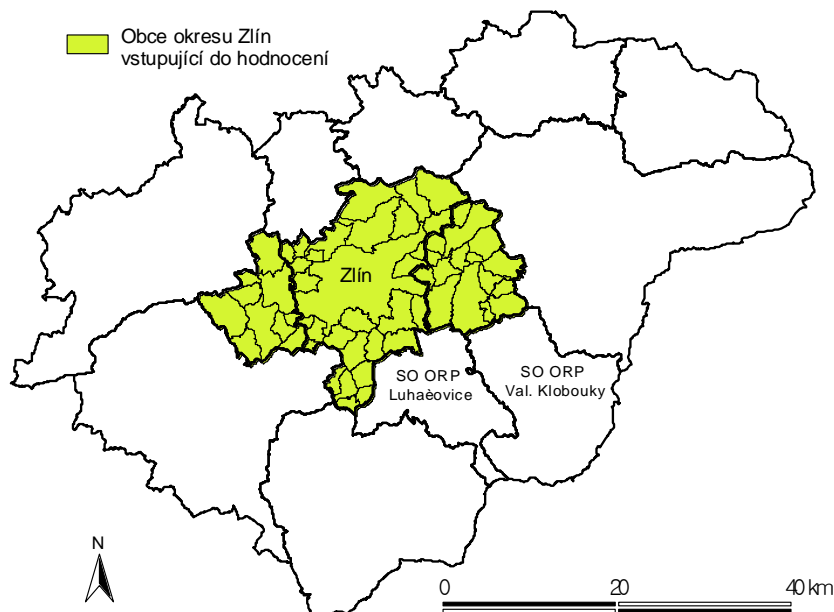 Obce okresu Zlín
vstupující do hodnocení
Zlín
SO ORP
Luhaèovice
SO ORP
Val. Klobouky
N
0 20 40 km